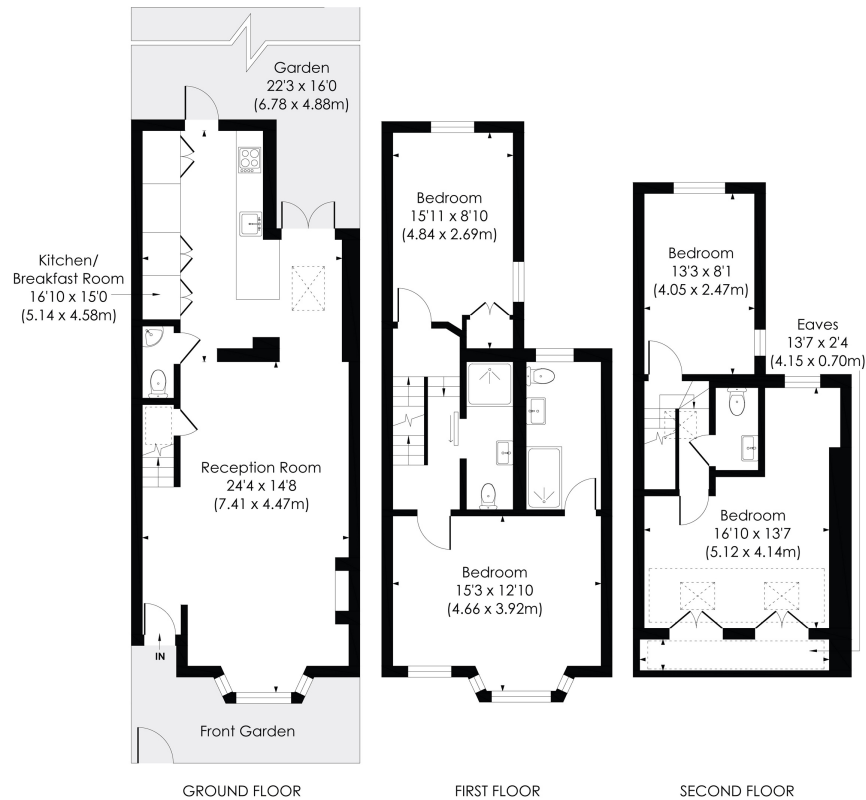 Garden
22'3 x 16'0
(6.78 x 4.88m)
Kitchen/
Breakfast Room
16'10 x 15'0
(5.14 x 4.58m)
Reception Room
24'4 x 14'8
(7.41 x 4.47m)
IN
Front Garden
GROUND FLOOR
Bedroom
15'11 x 8'10
(4.84 x 2.69m)
Bedroom
15'3 x 12'10
(4.66 x 3.92m)
FIRST FLOOR
Bedroom
13'3 x 8'1
(4.05 x 2.47m)
Eaves
13'7 x 2'4
(4.15 x 0.70m)
Bedroom
16'10 x 13'7
(5.12 x 4.14m)
SECOND FLOOR